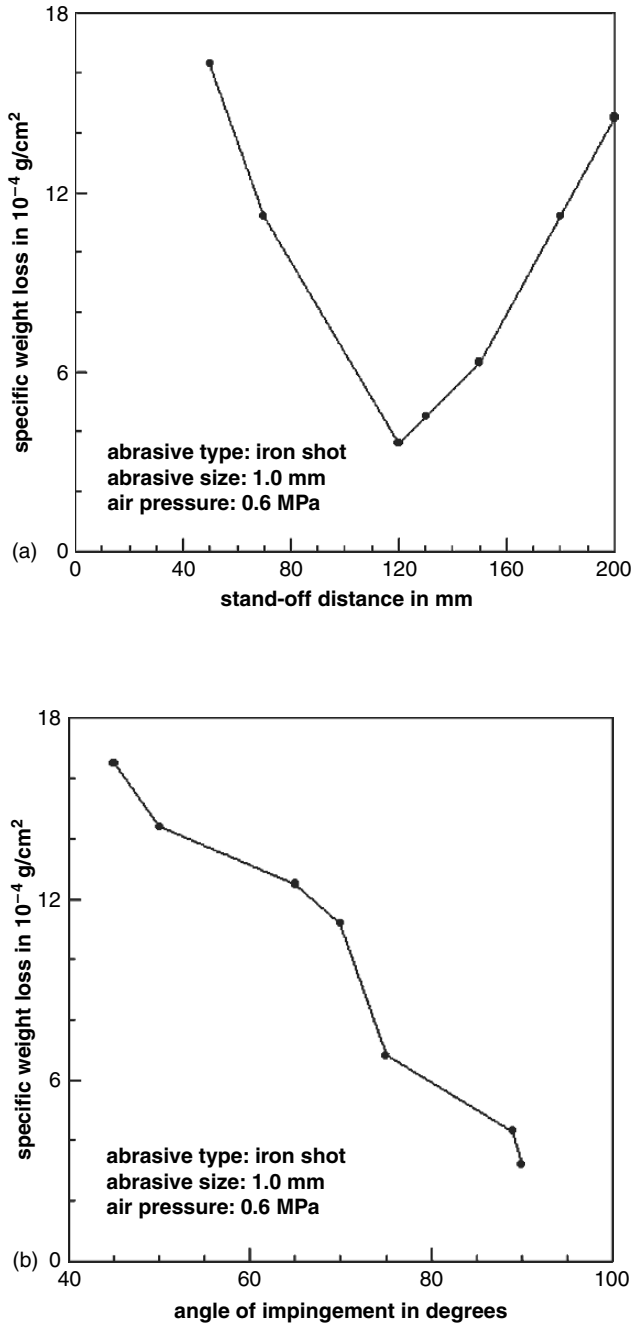 18
12
6
0
specific weight loss in 10⁻⁴ g/cm²
abrasive type: iron shot
abrasive size: 1.0 mm
air pressure: 0.6 MPa
(a)
0 40 80 120 160 200
stand-off distance in mm
18
12
6
0
specific weight loss in 10⁻⁴ g/cm²
abrasive type: iron shot
abrasive size: 1.0 mm
air pressure: 0.6 MPa
(b)
40 60 80 100
angle of impingement in degrees